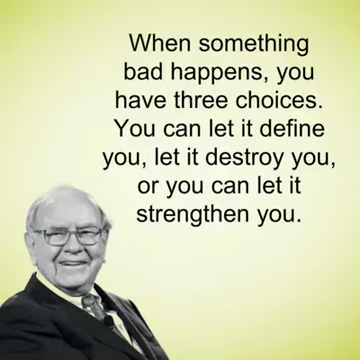 When something
bad happens, you
have three choices.
You can let it define
you, let it destroy you,
or you can let it
strengthen you.